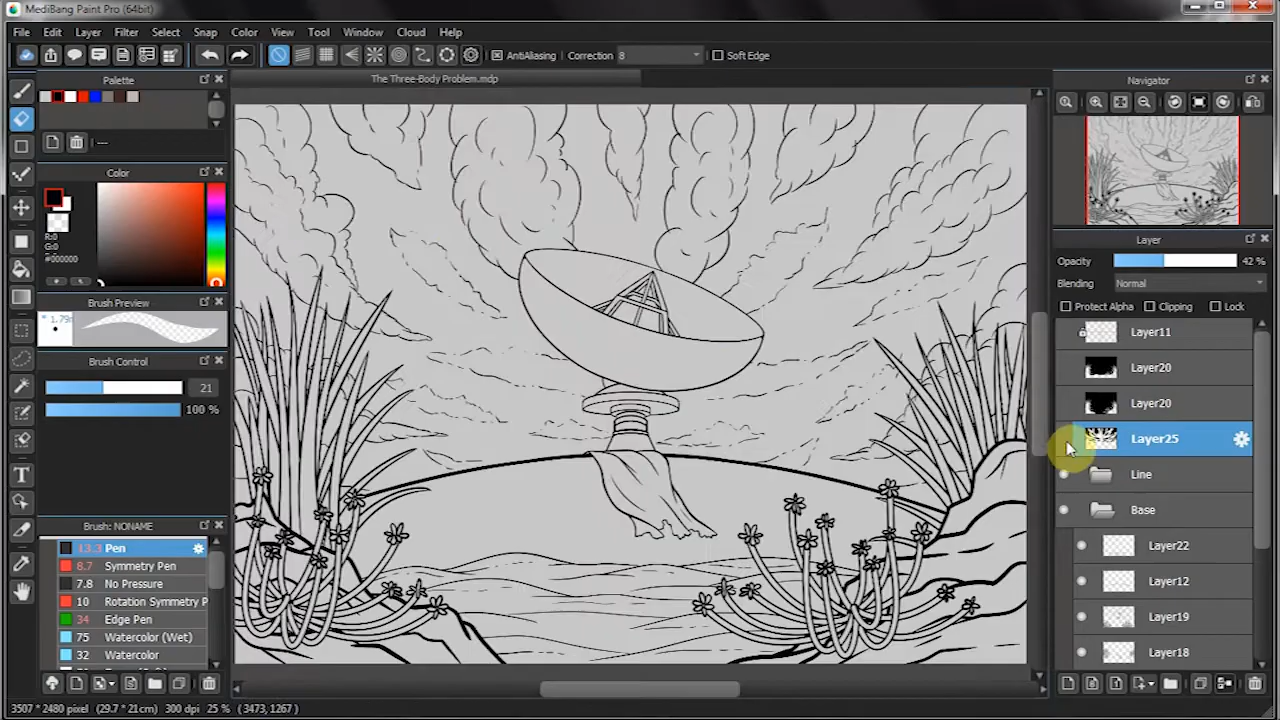 MediBang Paint Pro (64bit)
File Edit Layer Filter Select Snap Color View Tool Window Cloud Help
AntiAliasing Correction 8 Soft Edge
Palette
The Three-Body Problem.mdp
Navigator
---
Color
R:0
G:0
#000000
Brush Preview
Brush Control
21
100 %
Brush: NONAME
13.3 Pen
8.7 Symmetry Pen
7.8 No Pressure
10 Rotation Symmetry P
34 Edge Pen
75 Watercolor (Wet)
32 Watercolor
Layer
Opacity 42 %
Blending Normal
Protect Alpha Clipping Lock
Layer11
Layer20
Layer20
Layer25
Line
Base
Layer22
Layer12
Layer19
Layer18
3507 * 2480 pixel (29.7 * 21cm) 300 dpi 25 % ( 3473, 1267 )